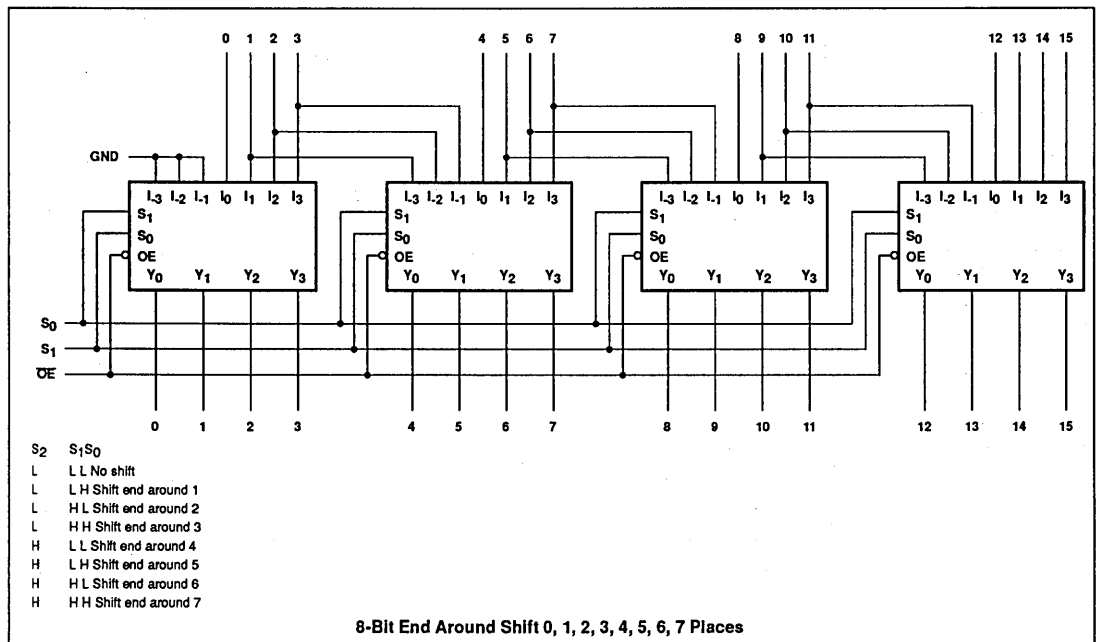 0 1 2 3 4 5 6 7 8 9 10 11 12 13 14 15
GND
I-3 I-2 I-1 I0 I1 I2 I3 I-3 I-2 I-1 I0 I1 I2 I3 I-3 I-2 I-1 I0 I1 I2 I3 I-3 I-2 I-1 I0 I1 I2 I3
S1 S1 S1 S1
S0 S0 S0 S0
OE OE OE OE
Y0 Y1 Y2 Y3 Y0 Y1 Y2 Y3 Y0 Y1 Y2 Y3 Y0 Y1 Y2 Y3
S0
S1
O̅E̅
0 1 2 3 4 5 6 7 8 9 10 11 12 13 14 15
S2 S1S0
L L L No shift
L L H Shift end around 1
L H L Shift end around 2
L H H Shift end around 3
H L L Shift end around 4
H L H Shift end around 5
H H L Shift end around 6
H H H Shift end around 7
8-Bit End Around Shift 0, 1, 2, 3, 4, 5, 6, 7 Places